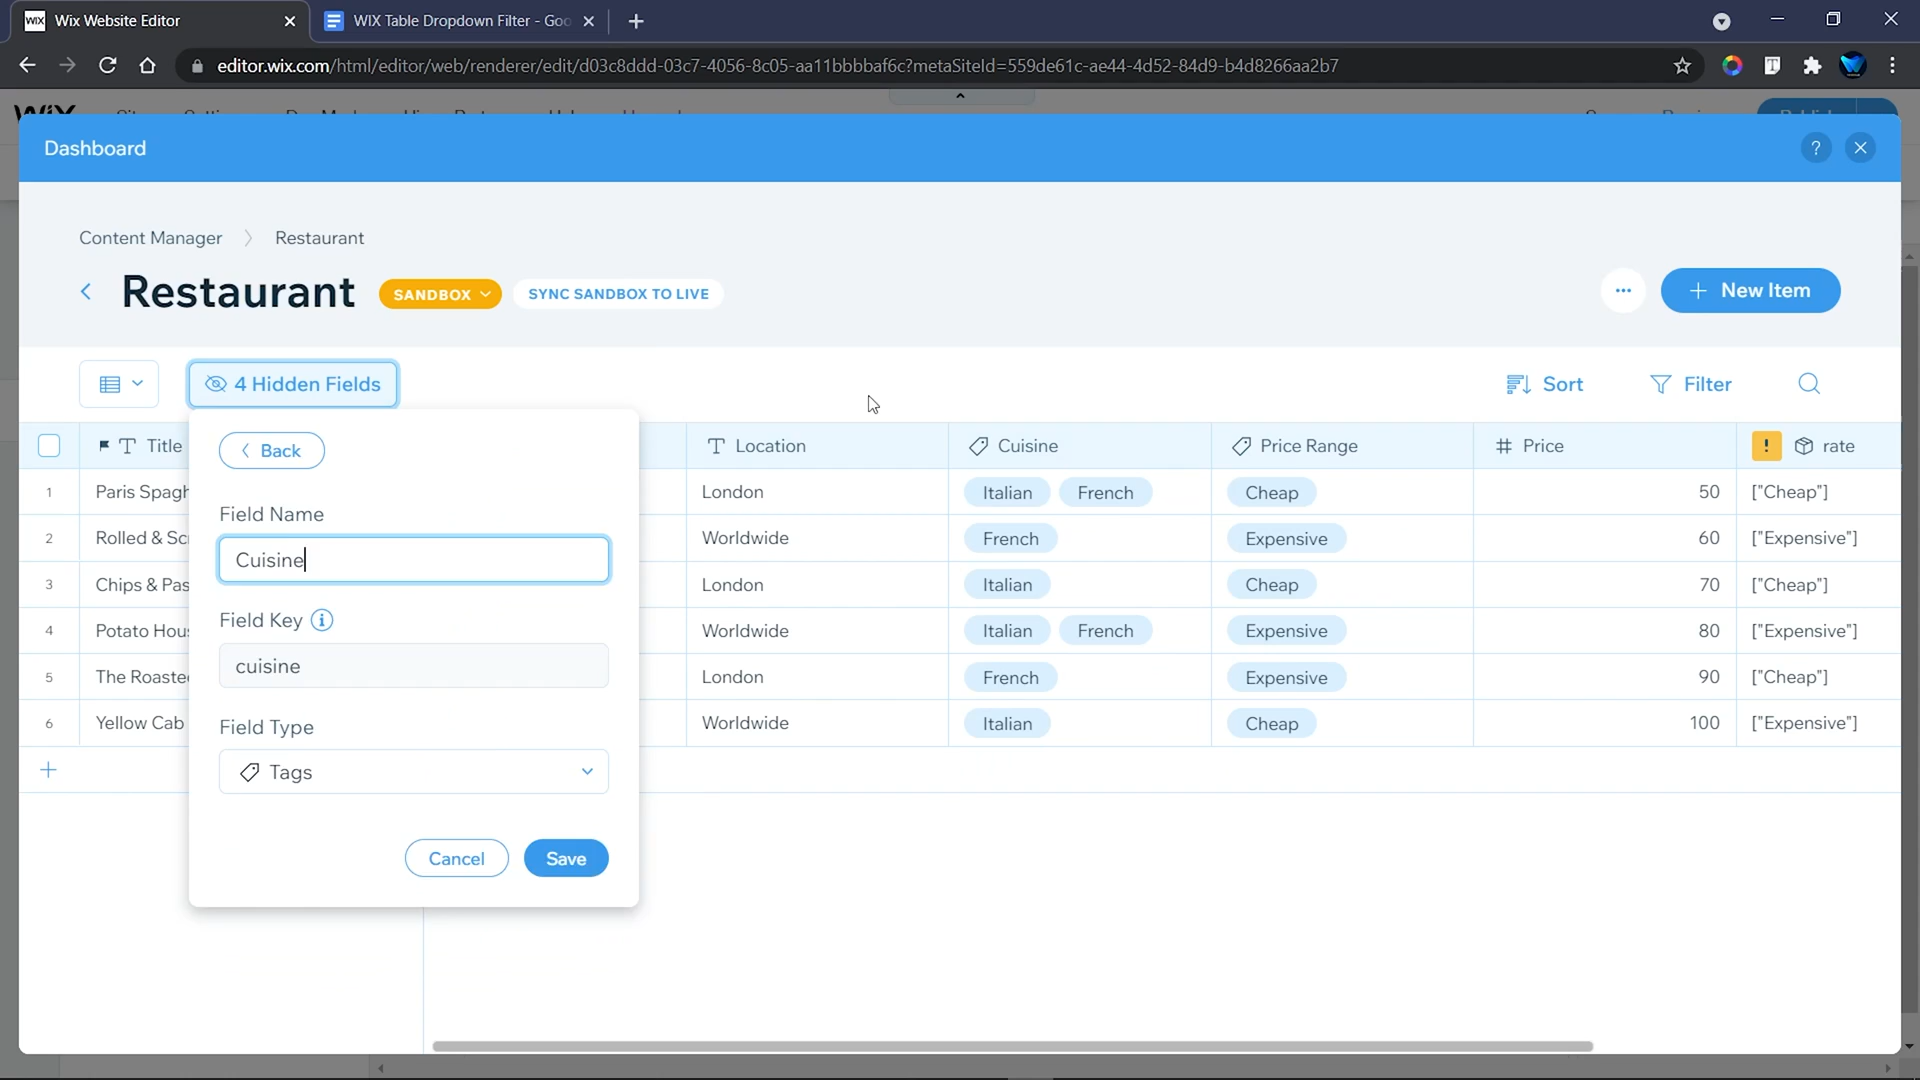 WIX Wix Website Editor
WIX Table Dropdown Filter - Goo
editor.wix.com/html/editor/web/renderer/edit/d03c8ddd-03c7-4056-8c05-aa11bbbbaf6c?metaSiteId=559de61c-ae44-4d52-84d9-b4d8266aa2b7
WIX
Dashboard
?
Content Manager > Restaurant
Restaurant SANDBOX SYNC SANDBOX TO LIVE
+ New Item
4 Hidden Fields
Sort Filter
T Title T Location Cuisine Price Range # Price ! rate
1 Paris Spagh London Italian French Cheap 50 ["Cheap"]
2 Rolled & Sc Worldwide French Expensive 60 ["Expensive"]
3 Chips & Pas London Italian Cheap 70 ["Cheap"]
4 Potato Hou Worldwide Italian French Expensive 80 ["Expensive"]
5 The Roaste London French Expensive 90 ["Cheap"]
6 Yellow Cab Worldwide Italian Cheap 100 ["Expensive"]
+
Back
Field Name
Cuisine
Field Key i
cuisine
Field Type
Tags
Cancel Save